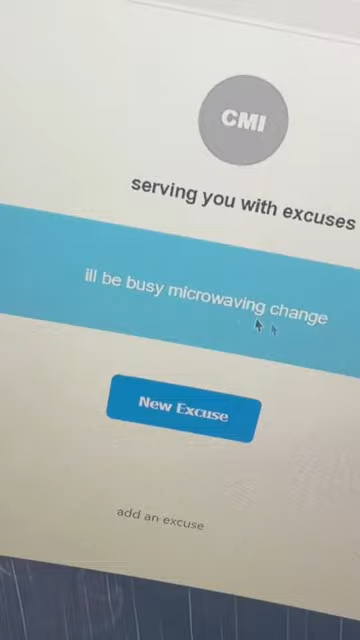 CMI
serving you with excuses
ill be busy microwaving change
New Excuse
add an excuse